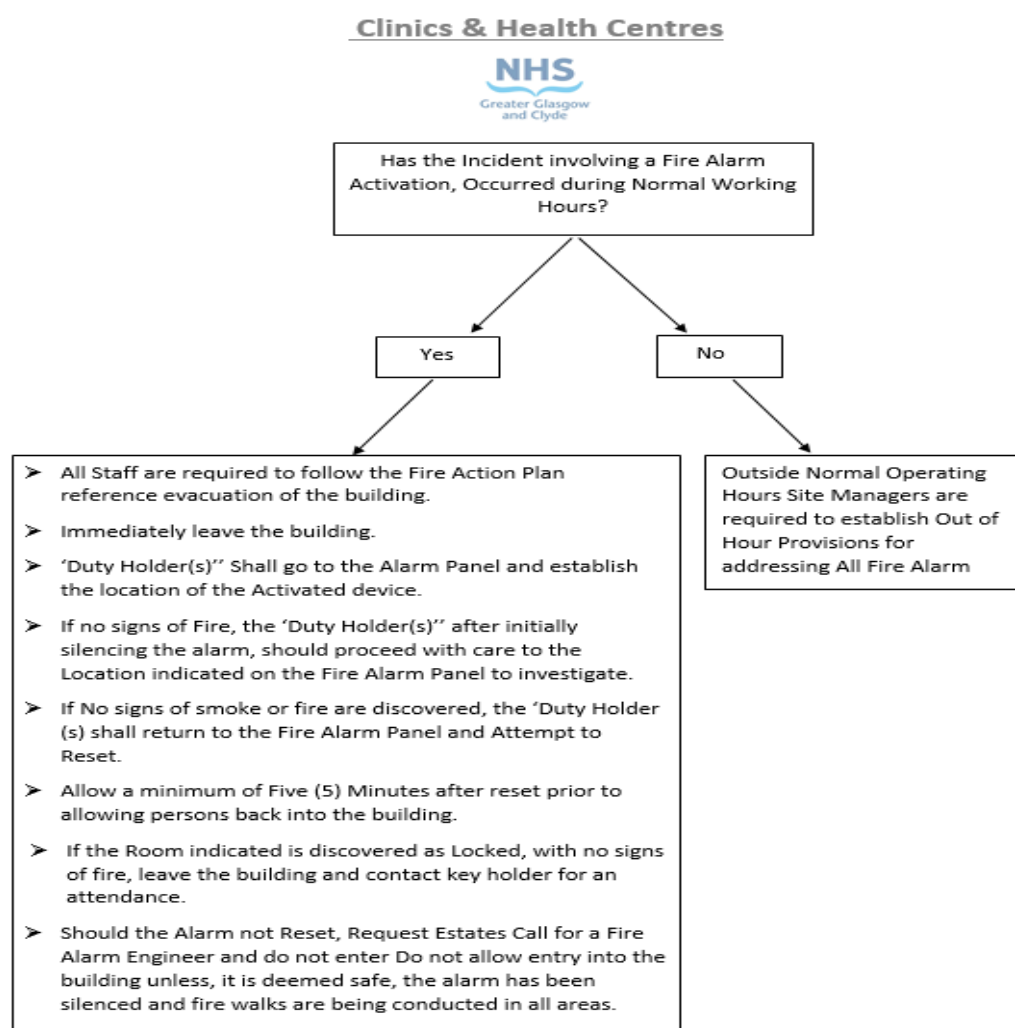 Clinics & Health Centres
NHS
Greater Glasgow
and Clyde
Has the Incident involving a Fire Alarm
Activation, Occurred during Normal Working
Hours?
Yes
No
➤ All Staff are required to follow the Fire Action Plan
reference evacuation of the building.
➤ Immediately leave the building.
➤ ‘Duty Holder(s)’’ Shall go to the Alarm Panel and establish
the location of the Activated device.
➤ If no signs of Fire, the ‘Duty Holder(s)’’ after initially
silencing the alarm, should proceed with care to the
Location indicated on the Fire Alarm Panel to investigate.
➤ If No signs of smoke or fire are discovered, the ‘Duty Holder
(s) shall return to the Fire Alarm Panel and Attempt to
Reset.
➤ Allow a minimum of Five (5) Minutes after reset prior to
allowing persons back into the building.
➤ If the Room indicated is discovered as Locked, with no signs
of fire, leave the building and contact key holder for an
attendance.
➤ Should the Alarm not Reset, Request Estates Call for a Fire
Alarm Engineer and do not enter Do not allow entry into the
building unless, it is deemed safe, the alarm has been
silenced and fire walks are being conducted in all areas.
Outside Normal Operating
Hours Site Managers are
required to establish Out of
Hour Provisions for
addressing All Fire Alarm